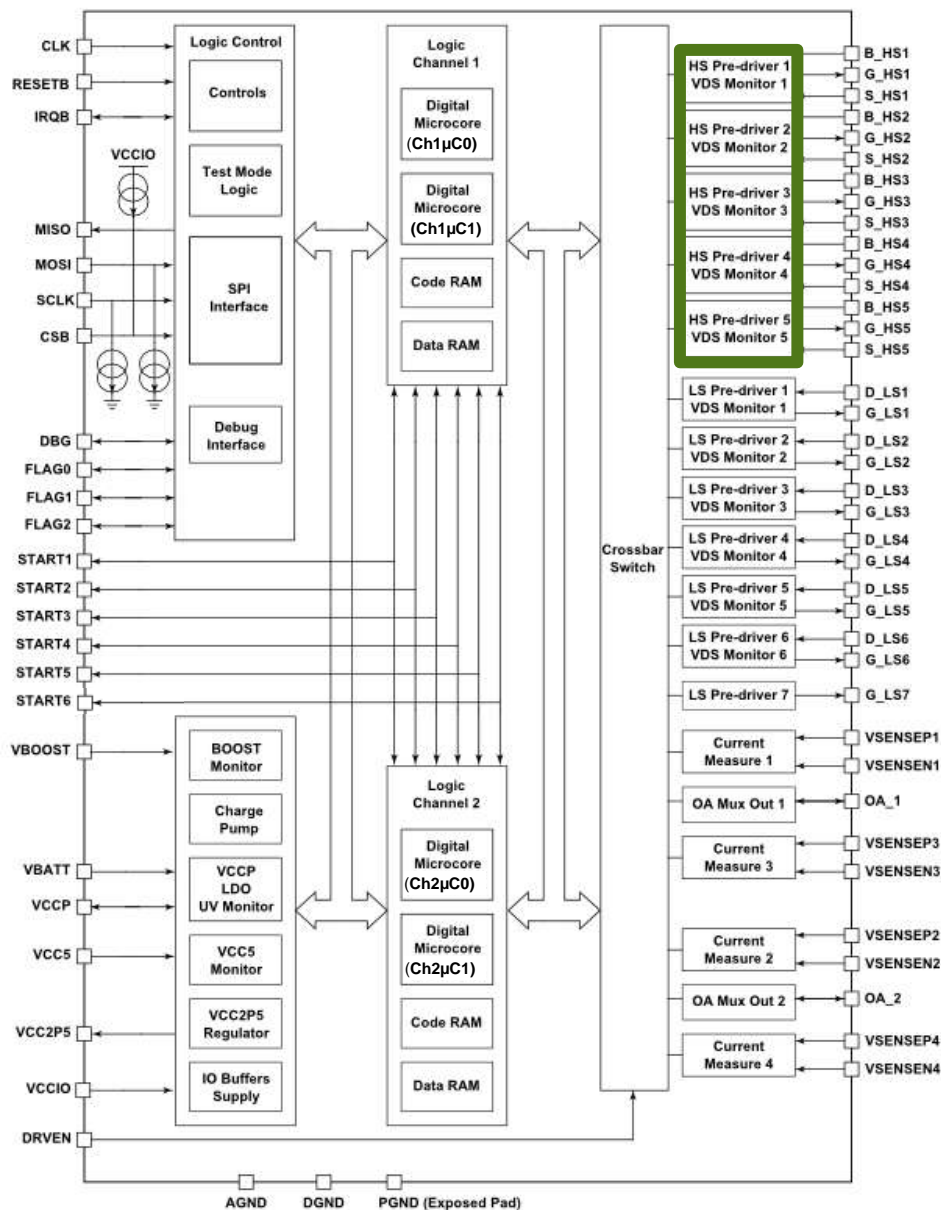 CLK
RESETB
IRQB
VCCIO
MISO
MOSI
SCLK
CSB
DBG
FLAG0
FLAG1
FLAG2
START1
START2
START3
START4
START5
START6
VBOOST
VBATT
VCCP
VCC5
VCC2P5
VCCIO
DRVEN
Logic Control
Controls
Test Mode
Logic
SPI
Interface
Debug
Interface
BOOST
Monitor
Charge
Pump
VCCP
LDO
UV Monitor
VCC5
Monitor
VCC2P5
Regulator
IO Buffers
Supply
Logic
Channel 1
Digital
Microcore
(Ch1µC0)
Digital
Microcore
(Ch1µC1)
Code RAM
Data RAM
Logic
Channel 2
Digital
Microcore
(Ch2µC0)
Digital
Microcore
(Ch2µC1)
Code RAM
Data RAM
Crossbar
Switch
HS Pre-driver 1
VDS Monitor 1
HS Pre-driver 2
VDS Monitor 2
HS Pre-driver 3
VDS Monitor 3
HS Pre-driver 4
VDS Monitor 4
HS Pre-driver 5
VDS Monitor 5
LS Pre-driver 1
VDS Monitor 1
LS Pre-driver 2
VDS Monitor 2
LS Pre-driver 3
VDS Monitor 3
LS Pre-driver 4
VDS Monitor 4
LS Pre-driver 5
VDS Monitor 5
LS Pre-driver 6
VDS Monitor 6
LS Pre-driver 7
Current
Measure 1
OA Mux Out 1
Current
Measure 3
Current
Measure 2
OA Mux Out 2
Current
Measure 4
B_HS1
G_HS1
S_HS1
B_HS2
G_HS2
S_HS2
B_HS3
G_HS3
S_HS3
B_HS4
G_HS4
S_HS4
B_HS5
G_HS5
S_HS5
D_LS1
G_LS1
D_LS2
G_LS2
D_LS3
G_LS3
D_LS4
G_LS4
D_LS5
G_LS5
D_LS6
G_LS6
G_LS7
VSENSEP1
VSENSEN1
OA_1
VSENSEP3
VSENSEN3
VSENSEP2
VSENSEN2
OA_2
VSENSEP4
VSENSEN4
AGND
DGND
PGND (Exposed Pad)